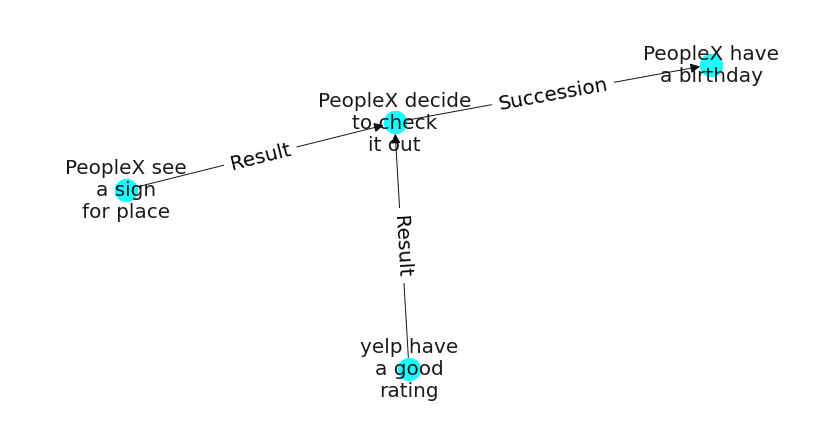 PeopleX have
a birthday
Succession
PeopleX decide
to check
it out
Result
PeopleX see
a sign
for place
Result
yelp have
a good
rating